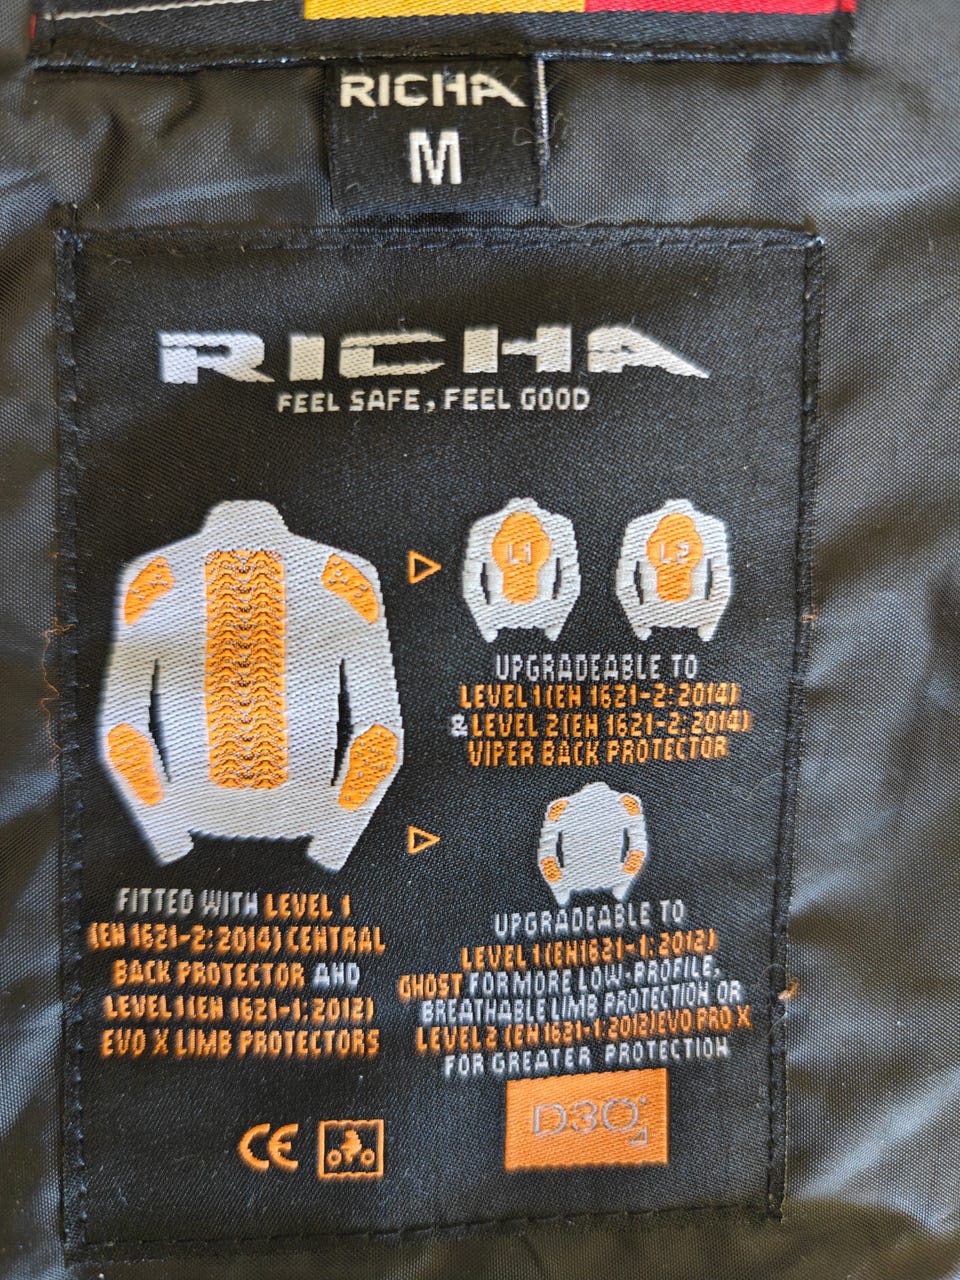 RICHA
M
RICHA
FEEL SAFE, FEEL GOOD
L1
L2
UPGRADEABLE TO
LEVEL 1 (EN 1621-2: 2014)
& LEVEL 2 (EN 1621-2: 2014)
VIPER BACK PROTECTOR
FITTED WITH LEVEL 1
(EN 1621-2: 2014) CENTRAL
BACK PROTECTOR AND
LEVEL 1 (EN 1621-1: 2012)
EVO X LIMB PROTECTORS
UPGRADEABLE TO
LEVEL 1 (EN1621-1: 2012)
GHOST FOR MORE LOW-PROFILE,
BREATHABLE LIMB PROTECTION OR
LEVEL 2 (EN 1621-1 2012) EVO PRO X
FOR GREATER PROTECTION
CE
D3O